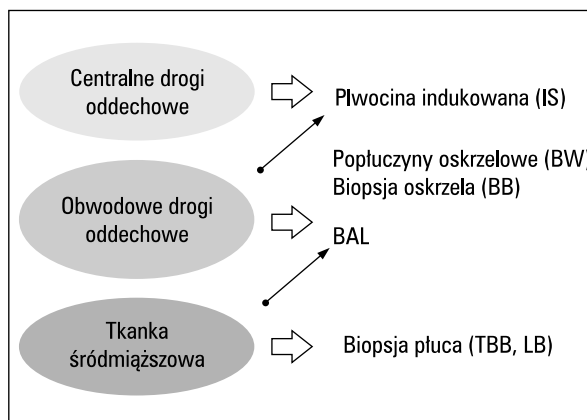 Centralne drogi
oddechowe
Plwocina indukowana (IS)
Popłuczyny oskrzelowe (BW)
Biopsja oskrzela (BB)
Obwodowe drogi
oddechowe
BAL
Tkanka
śródmiąższowa
Biopsja płuca (TBB, LB)